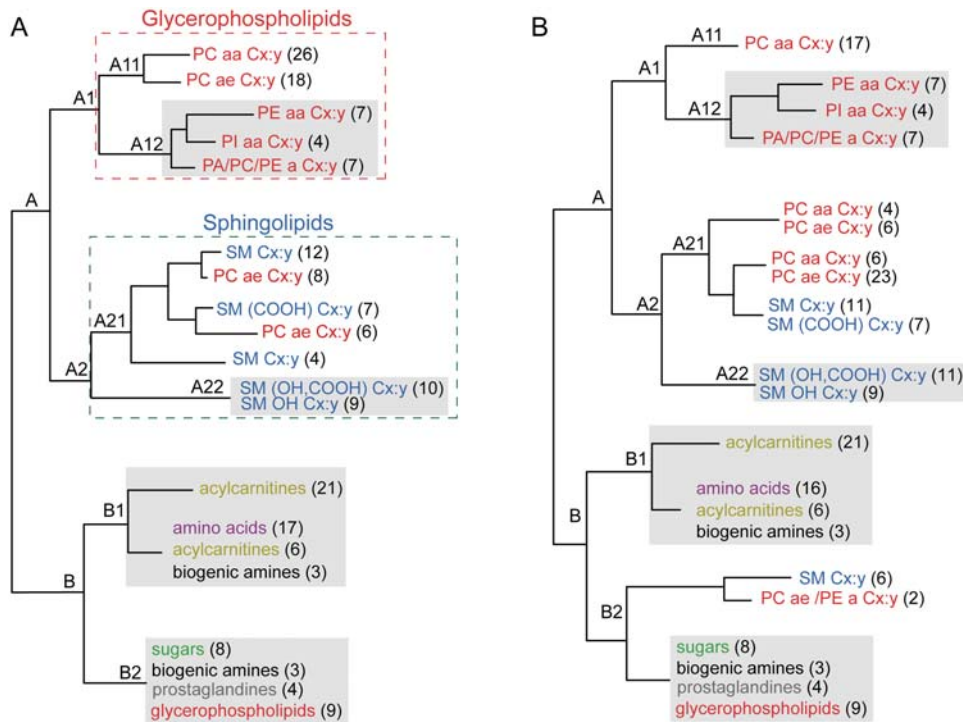 A
Glycerophospholipids
A11
PC aa Cx:y (26)
PC ae Cx:y (18)
A1
PE aa Cx:y (7)
A12
PI aa Cx:y (4)
PA/PC/PE a Cx:y (7)
A
Sphingolipids
SM Cx:y (12)
PC ae Cx:y (8)
SM (COOH) Cx:y (7)
A21
PC ae Cx:y (6)
SM Cx:y (4)
A2
A22
SM (OH,COOH) Cx:y (10)
SM OH Cx:y (9)
acylcarnitines (21)
B1
amino acids (17)
acylcarnitines (6)
biogenic amines (3)
B
sugars (8)
biogenic amines (3)
B2
prostaglandines (4)
glycerophospholipids (9)
B
A11
PC aa Cx:y (17)
A1
PE aa Cx:y (7)
A12
PI aa Cx:y (4)
PA/PC/PE a Cx:y (7)
A
PC aa Cx:y (4)
PC ae Cx:y (6)
A21
PC aa Cx:y (6)
PC ae Cx:y (23)
A2
SM Cx:y (11)
SM (COOH) Cx:y (7)
A22
SM (OH,COOH) Cx:y (11)
SM OH Cx:y (9)
acylcarnitines (21)
B1
amino acids (16)
acylcarnitines (6)
biogenic amines (3)
B
SM Cx:y (6)
PC ae /PE a Cx:y (2)
B2
sugars (8)
biogenic amines (3)
prostaglandines (4)
glycerophospholipids (9)